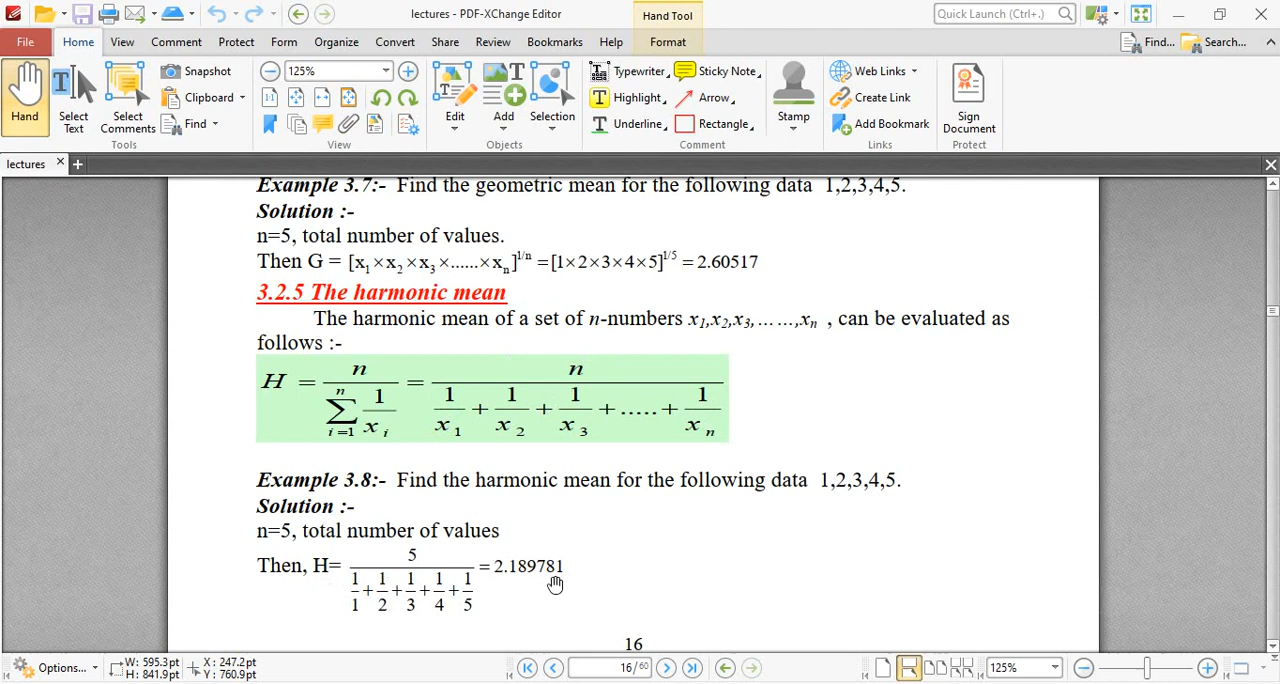 lectures - PDF-XChange Editor
Hand Tool
Quick Launch (Ctrl+.)
File Home View Comment Protect Form Organize Convert Share Review Bookmarks Help Format Find... Search...
Hand
Select Text
Select Comments
Snapshot
Clipboard
Find
Tools
125%
View
Edit
Add
Selection
Objects
Typewriter
Highlight
Underline
Sticky Note
Arrow
Rectangle
Comment
Stamp
Web Links
Create Link
Add Bookmark
Links
Sign Document
Protect
lectures
Example 3.7:- Find the geometric mean for the following data 1,2,3,4,5.
Solution :-
n=5, total number of values.
Then G = [x₁×x₂×x₃×......×xₙ]^1/n = [1×2×3×4×5]^1/5 = 2.60517
3.2.5 The harmonic mean
The harmonic mean of a set of n-numbers x₁,x₂,x₃,……,xₙ , can be evaluated as
follows :-
H = n / (∑ i=1 n 1/xᵢ) = n / (1/x₁ + 1/x₂ + 1/x₃ + ..... + 1/xₙ)
Example 3.8:- Find the harmonic mean for the following data 1,2,3,4,5.
Solution :-
n=5, total number of values
Then, H= 5 / (1/1 + 1/2 + 1/3 + 1/4 + 1/5) = 2.189781
16
Options...
W: 595.3pt
H: 841.9pt
X: 247.2pt
Y: 760.9pt
16/60
125%